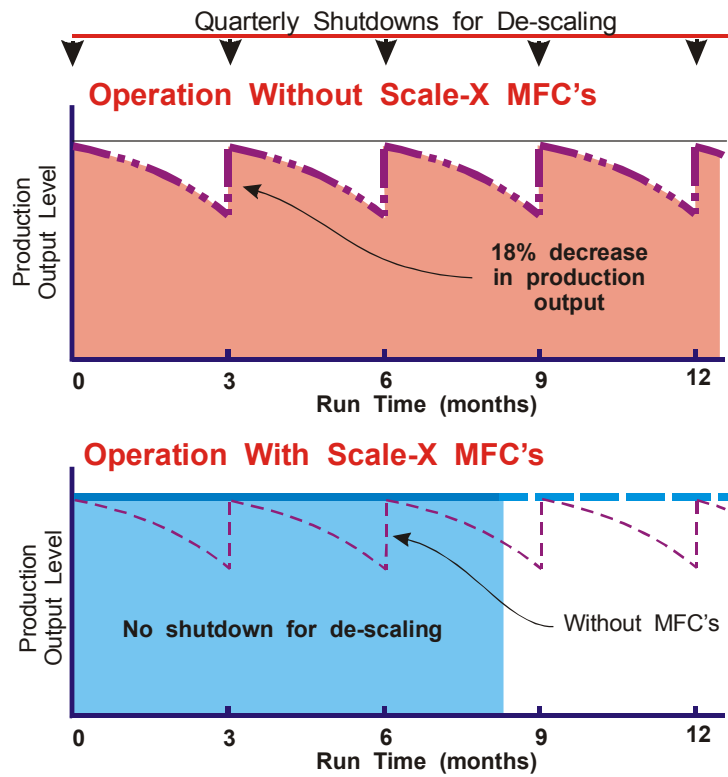 Quarterly Shutdowns for De-scaling
Operation Without Scale-X MFC's
Production
Output Level
18% decrease
in production
output
0 3 6 9 12
Run Time (months)
Operation With Scale-X MFC's
Production
Output Level
No shutdown for de-scaling
Without MFC's
0 3 6 9 12
Run Time (months)